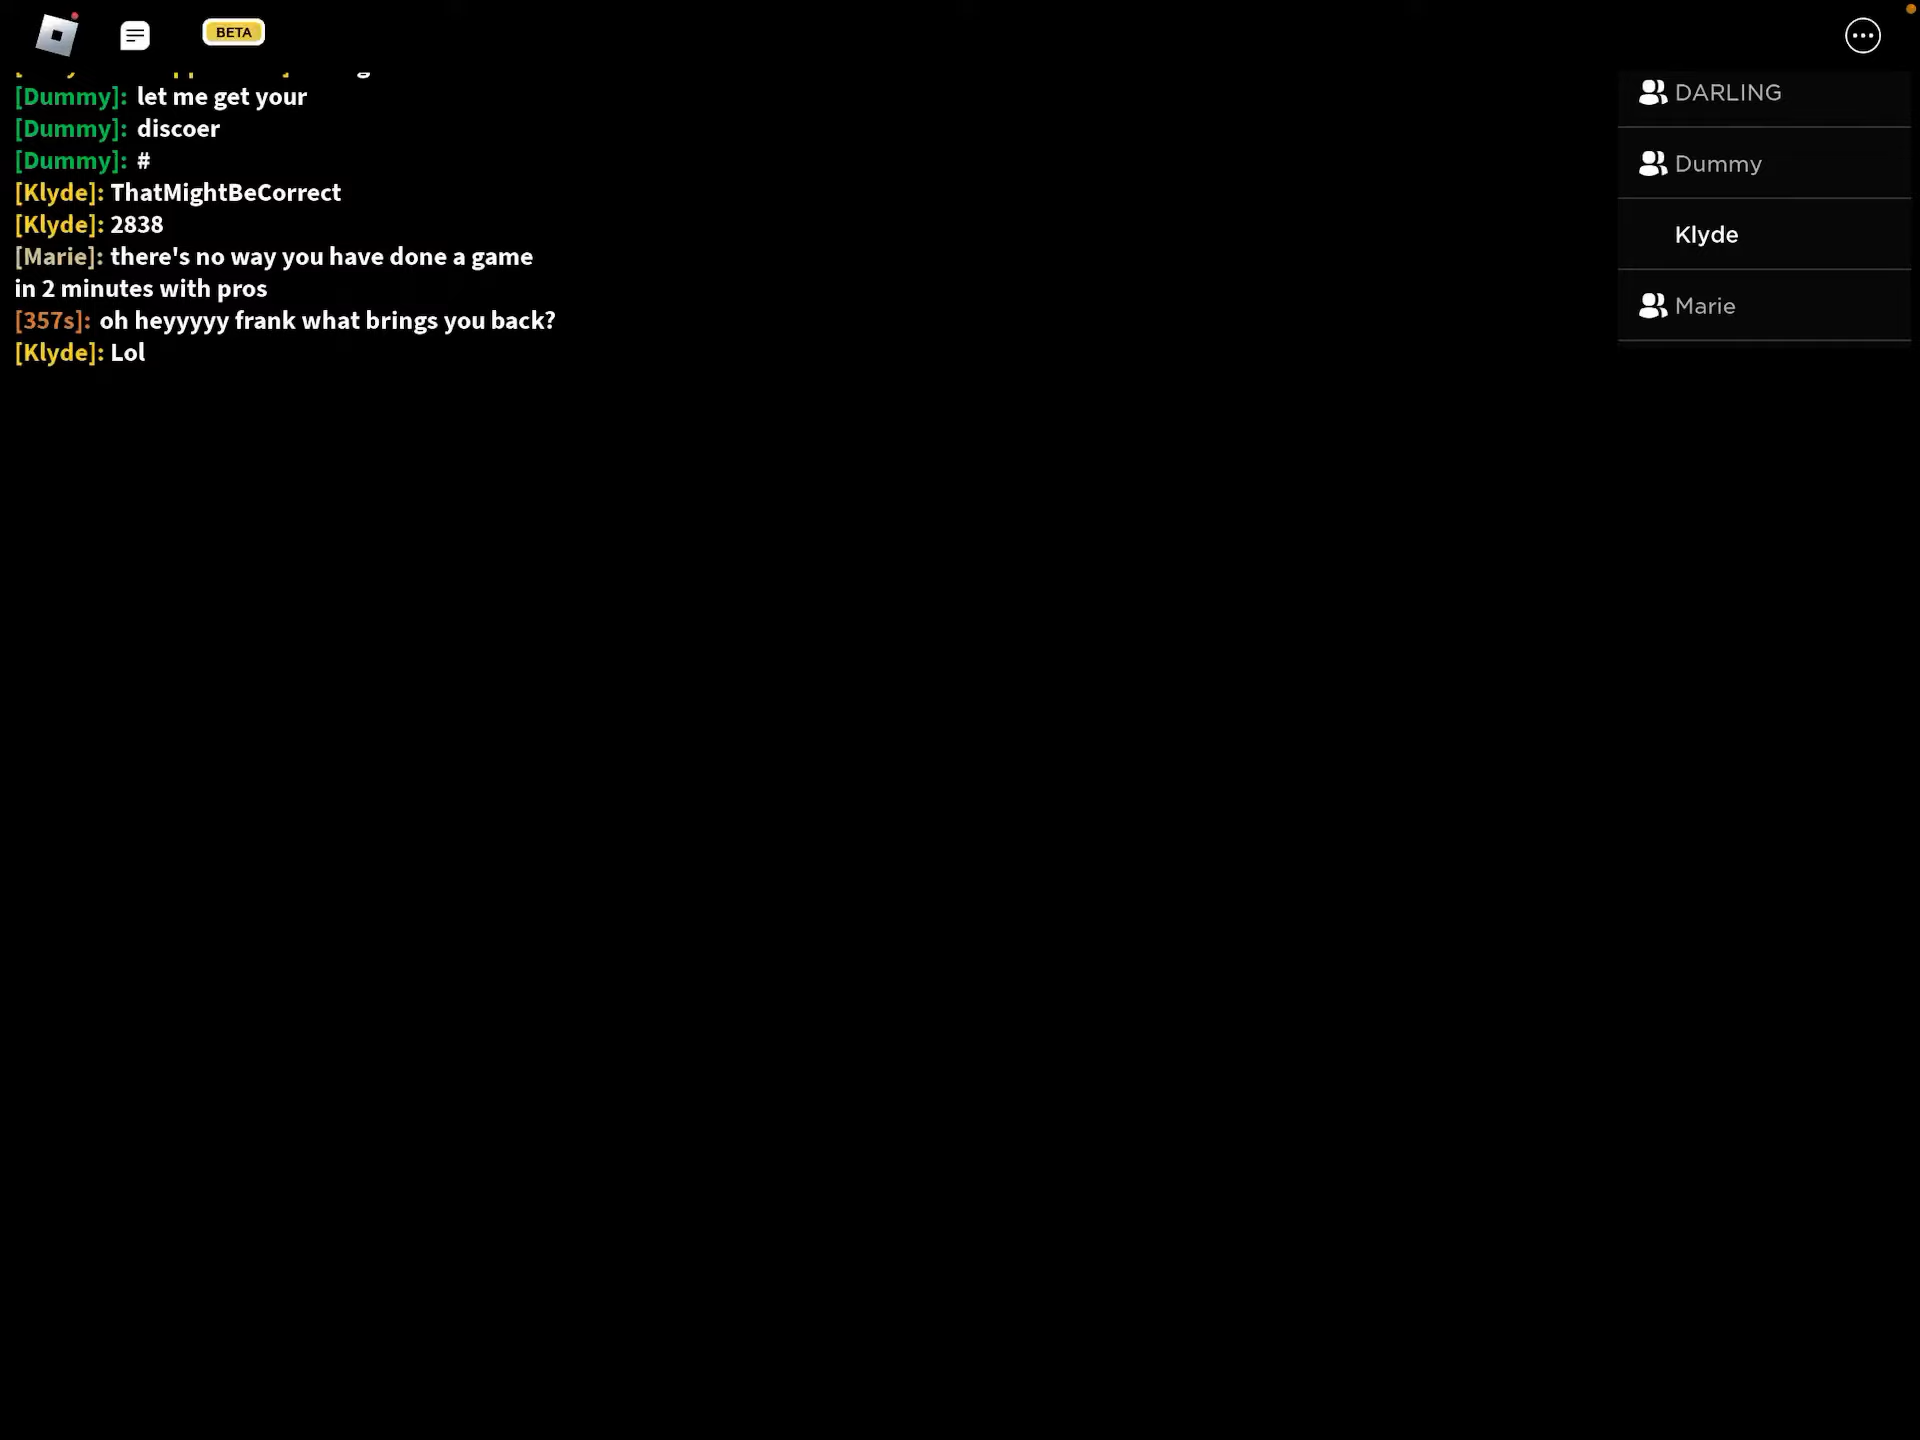 BETA
[Dummy]: let me get your
[Dummy]: discoer
[Dummy]: #
[Klyde]: ThatMightBeCorrect
[Klyde]: 2838
[Marie]: there's no way you have done a game
in 2 minutes with pros
[357s]: oh heyyyyy frank what brings you back?
[Klyde]: Lol
DARLING
Dummy
Klyde
Marie